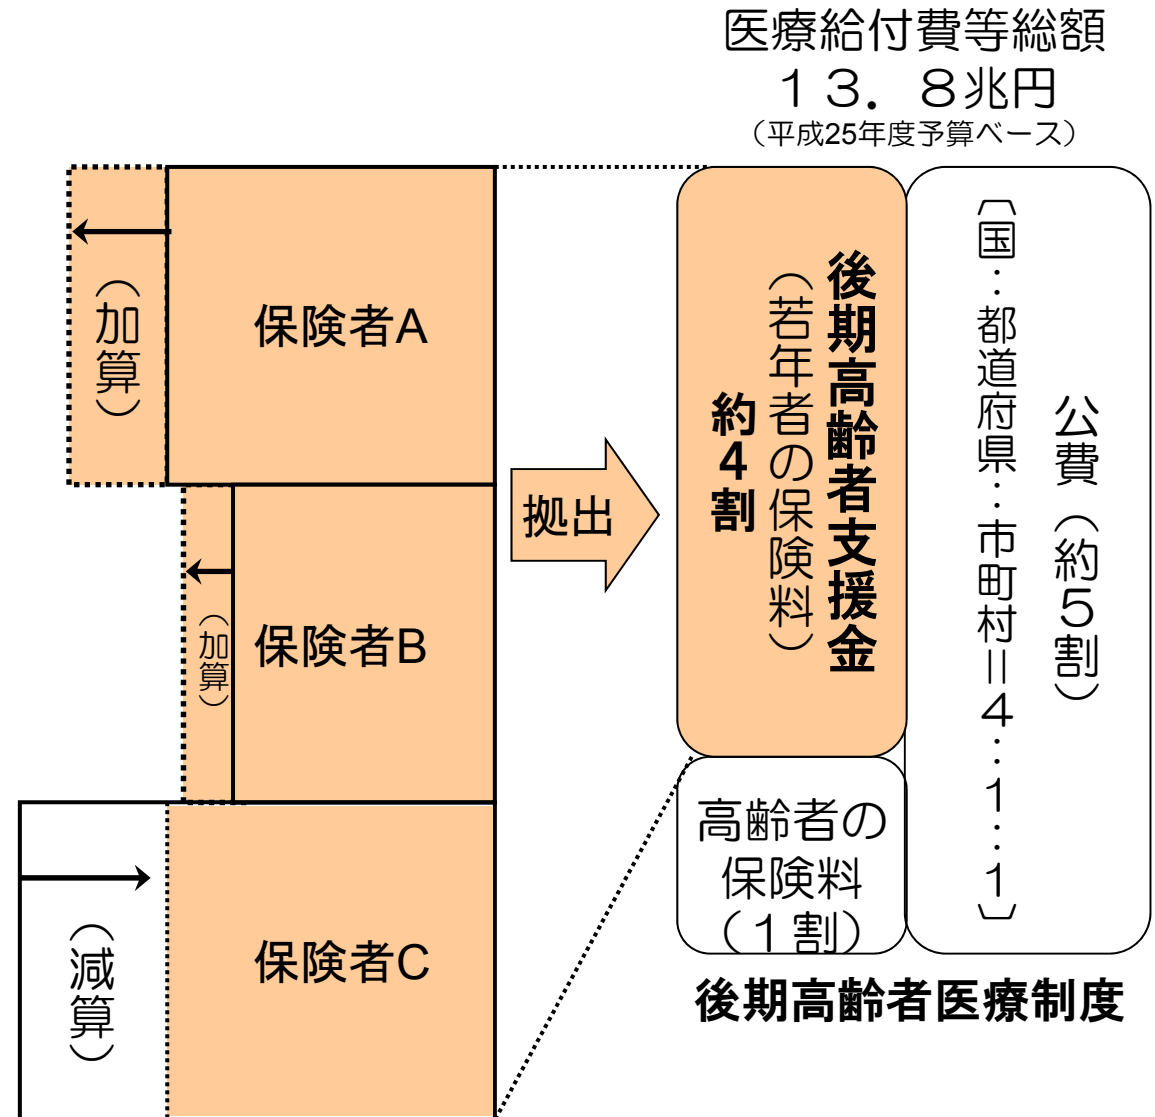 医療給付費等総額
１３．８兆円
（平成25年度予算ベース）
（加算）
保険者A
（加算）
保険者B
（減算）
保険者C
拠出
後期高齢者支援金
（若年者の保険料）
約４割
公費（約５割）
〔国：都道府県：市町村＝４：１：１〕
高齢者の
保険料
（１割）
後期高齢者医療制度